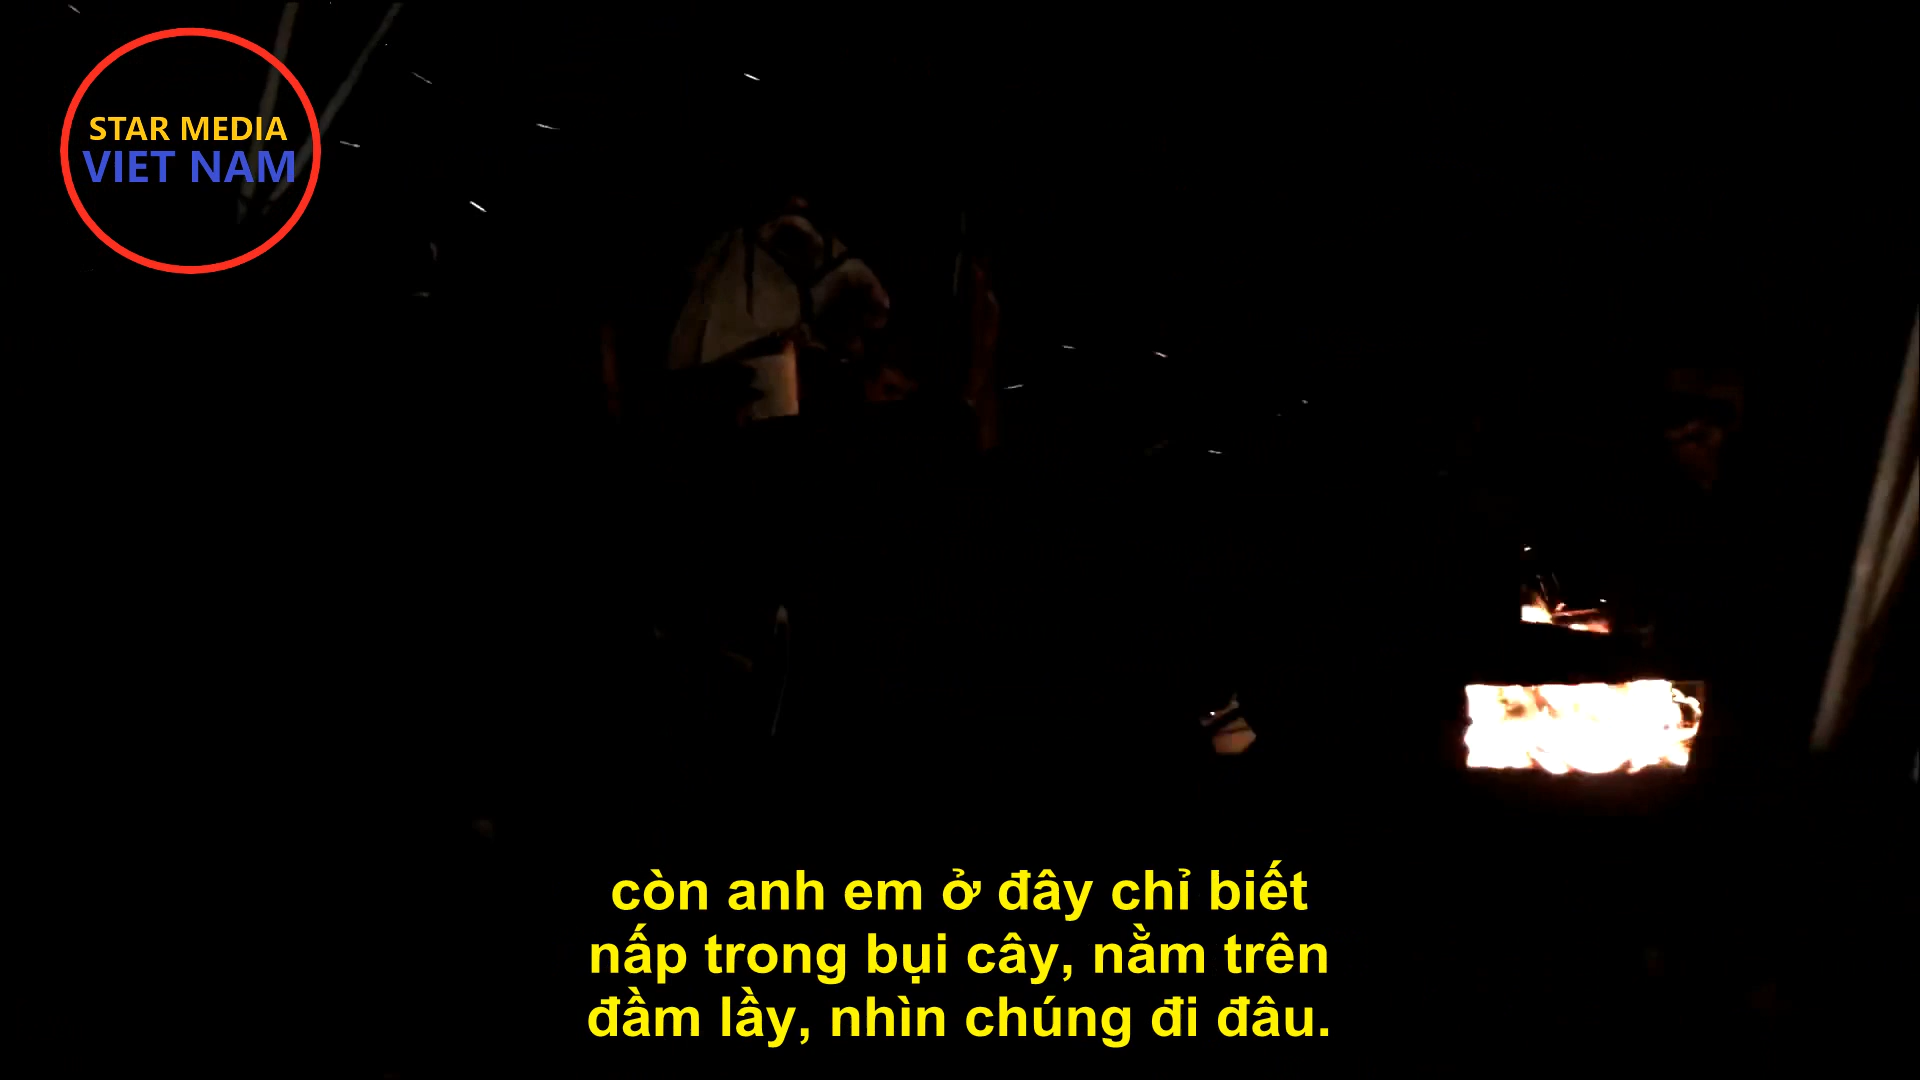 STAR MEDIA
VIET NAM
còn anh em ở đây chỉ biết
nấp trong bụi cây, nằm trên
đầm lầy, nhìn chúng đi đâu.